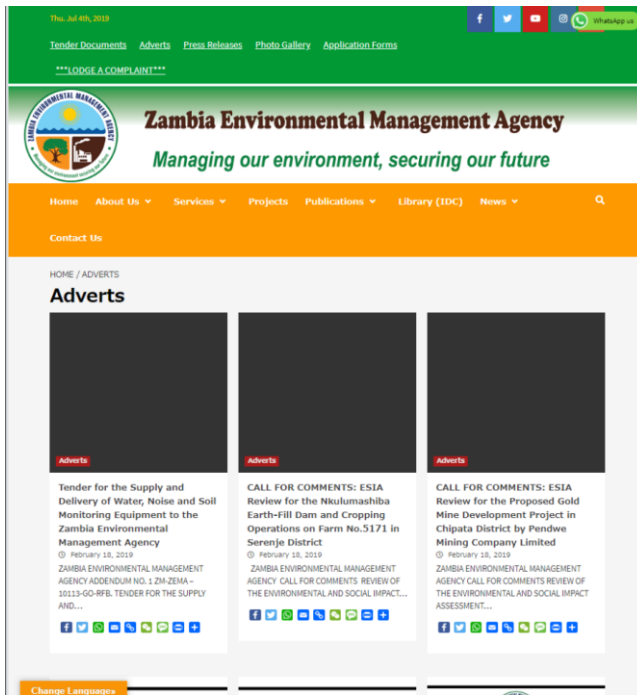 Thu. Jul 4th, 2019
WhatsApp us
Tender Documents Adverts Press Releases Photo Gallery Application Forms
***LODGE A COMPLAINT***
Zambia Environmental Management Agency
Managing our environment, securing our future
Home About Us Services Projects Publications Library (IDC) News
Contact Us
HOME / ADVERTS
Adverts
Adverts
Tender for the Supply and
Delivery of Water, Noise and Soil
Monitoring Equipment to the
Zambia Environmental
Management Agency
February 18, 2019
ZAMBIA ENVIRONMENTAL MANAGEMENT
AGENCY ADDENDUM NO. 1 ZM-ZEMA –
10113-GO-RFB. TENDER FOR THE SUPPLY
AND…
Adverts
CALL FOR COMMENTS: ESIA
Review for the Nkulumashiba
Earth-Fill Dam and Cropping
Operations on Farm No.5171 in
Serenje District
February 18, 2019
ZAMBIA ENVIRONMENTAL MANAGEMENT
AGENCY CALL FOR COMMENTS REVIEW OF
THE ENVIRONMENTAL AND SOCIAL IMPACT…
Adverts
CALL FOR COMMENTS: ESIA
Review for the Proposed Gold
Mine Development Project in
Chipata District by Pendwe
Mining Company Limited
February 18, 2019
ZAMBIA ENVIRONMENTAL MANAGEMENT
AGENCY CALL FOR COMMENTS REVIEW OF
THE ENVIRONMENTAL AND SOCIAL IMPACT
ASSESSMENT…
Change Language»